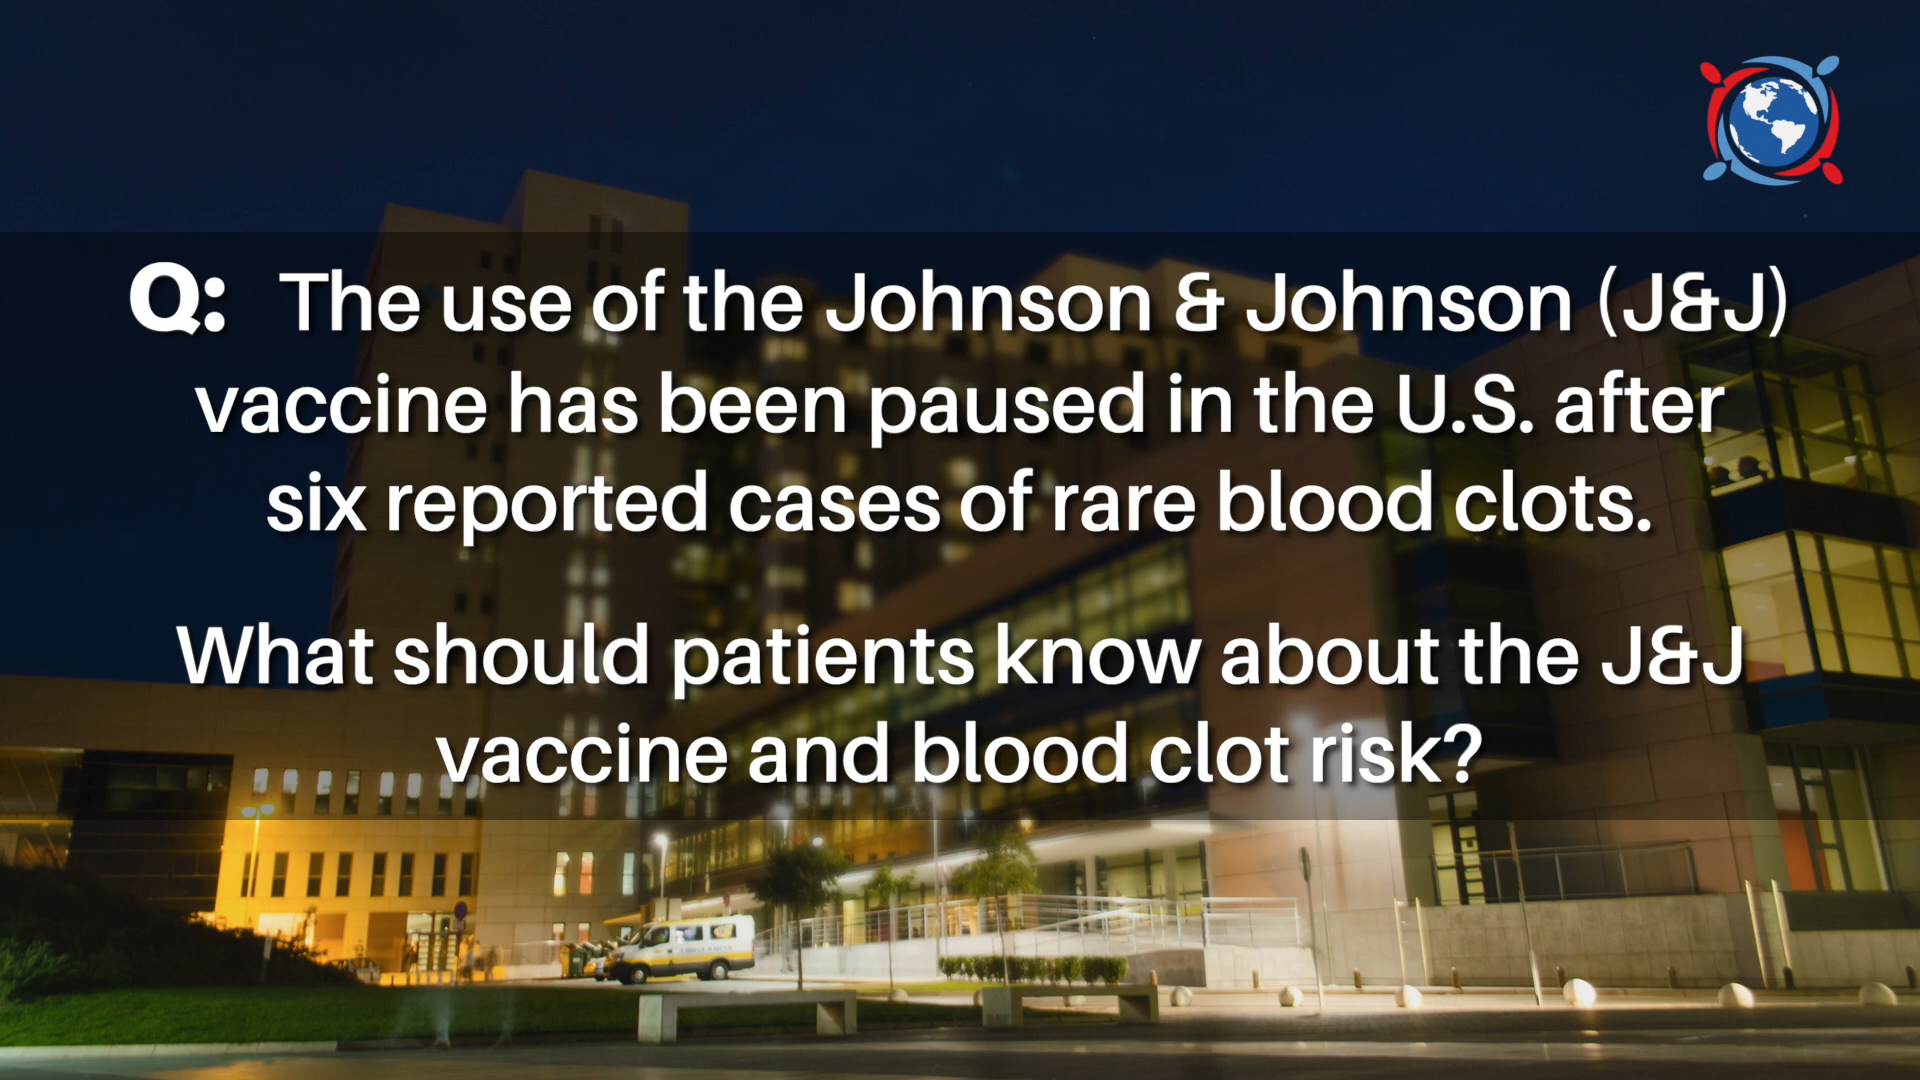 Q: The use of the Johnson & Johnson (J&J)
vaccine has been paused in the U.S. after
six reported cases of rare blood clots.
What should patients know about the J&J
vaccine and blood clot risk?